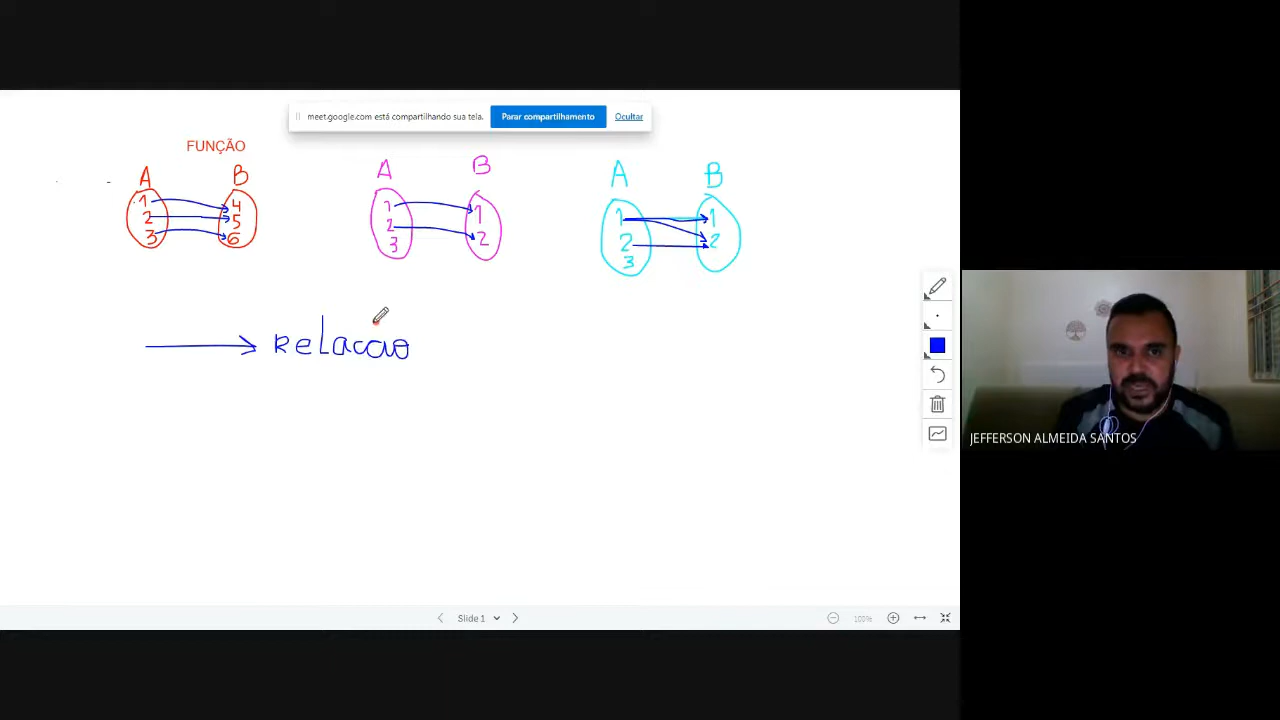 meet.google.com está compartilhando sua tela.
Parar compartilhamento
Ocultar
FUNÇÃO
A B
1 4
2 5
3 6
A B
1 1
2 2
3
A B
1 1
2 2
3
Relacao
JEFFERSON ALMEIDA SANTOS
Slide 1
100%